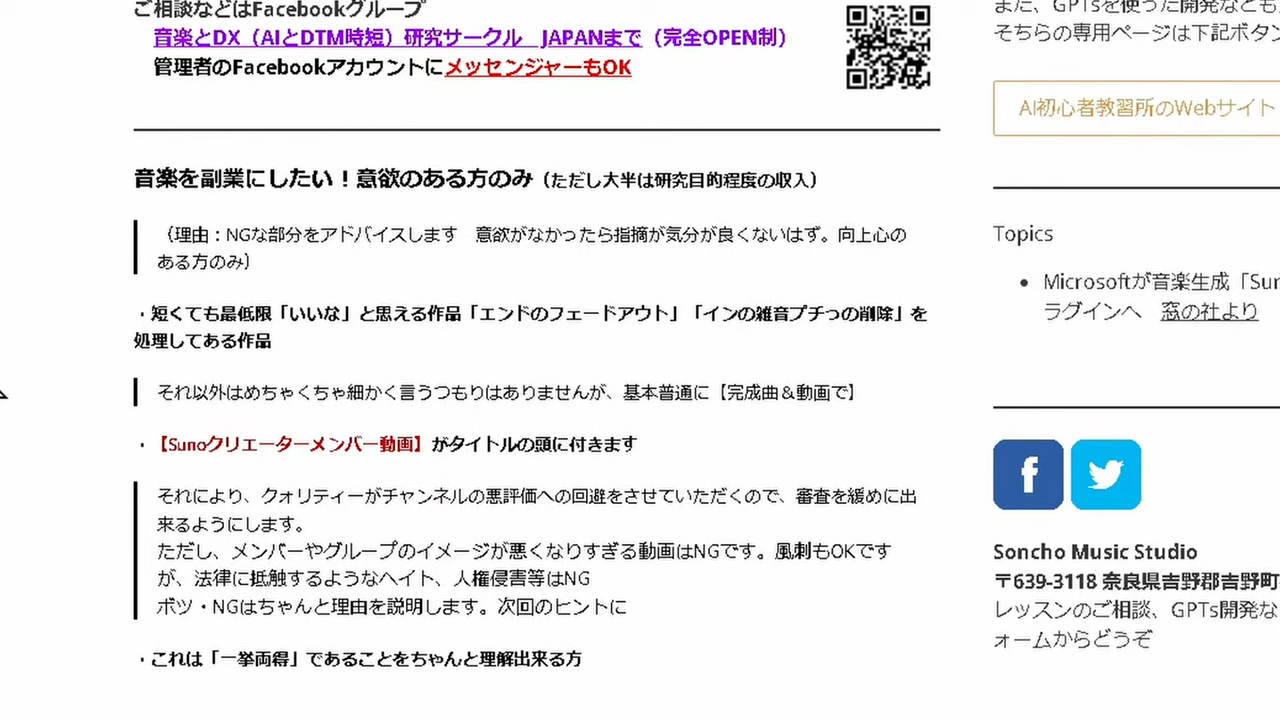 ご相談などはFacebookグループ
音楽とDX（AIとDTM時短）研究サークル　JAPANまで（完全OPEN制）
管理者のFacebookアカウントにメッセンジャーもOK
音楽を副業にしたい！意欲のある方のみ（ただし大半は研究目的程度の収入）
（理由：NGな部分をアドバイスします　意欲がなかったら指摘が気分が良くないはず。向上心の
ある方のみ）
・短くても最低限「いいな」と思える作品「エンドのフェードアウト」「インの雑音プチっの削除」を
処理してある作品
それ以外はめちゃくちゃ細かく言うつもりはありませんが、基本普通に【完成曲＆動画で】
・【Sunoクリエーターメンバー動画】がタイトルの頭に付きます
それにより、クォリティーがチャンネルの悪評価への回避をさせていただくので、審査を緩めに出
来るようにします。
ただし、メンバーやグループのイメージが悪くなりすぎる動画はNGです。風刺もOKです
が、法律に抵触するようなヘイト、人権侵害等はNG
ボツ・NGはちゃんと理由を説明します。次回のヒントに
・これは「一挙両得」であることをちゃんと理解出来る方
また、GPTsを使った開発なども
そちらの専用ページは下記ボタン
AI初心者教習所のWebサイト
Topics
Microsoftが音楽生成「Sun
ラグインへ　窓の社より
Soncho Music Studio
〒639-3118 奈良県吉野郡吉野町
レッスンのご相談、GPTs開発な
ォームからどうぞ